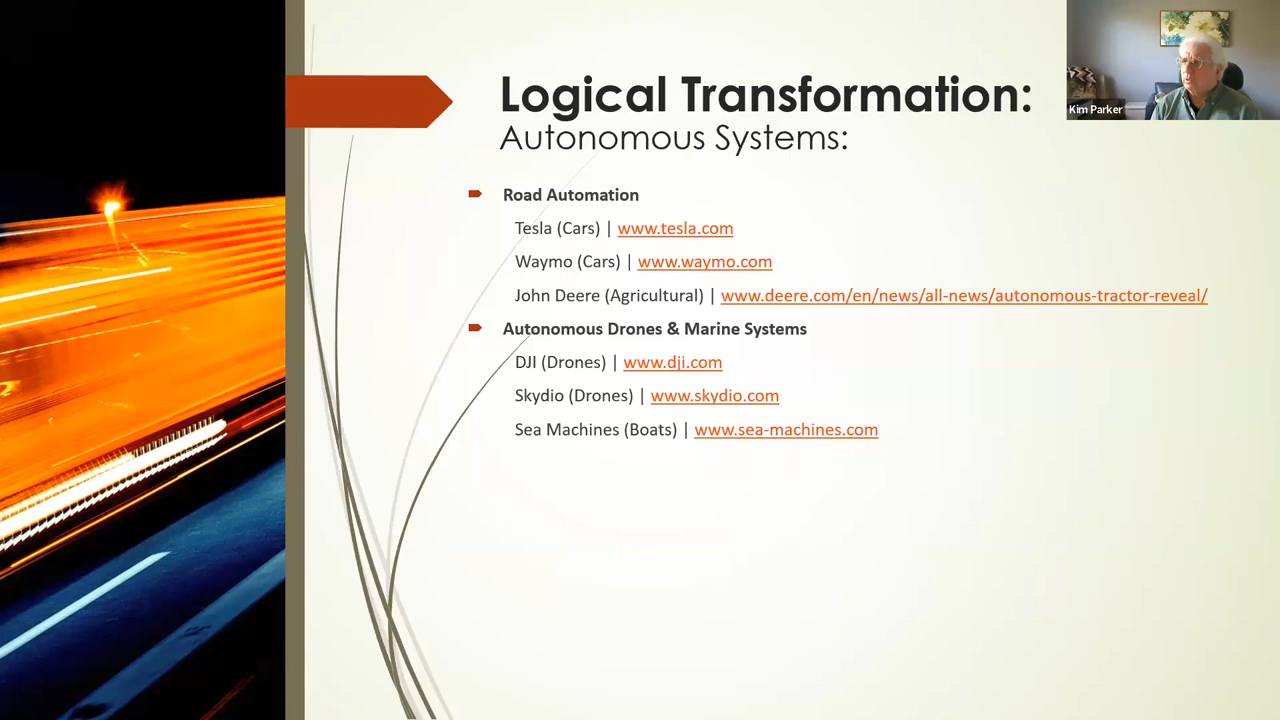 Logical Transformation:
Autonomous Systems:
Kim Parker
Road Automation
Tesla (Cars) | www.tesla.com
Waymo (Cars) | www.waymo.com
John Deere (Agricultural) | www.deere.com/en/news/all-news/autonomous-tractor-reveal/
Autonomous Drones & Marine Systems
DJI (Drones) | www.dji.com
Skydio (Drones) | www.skydio.com
Sea Machines (Boats) | www.sea-machines.com